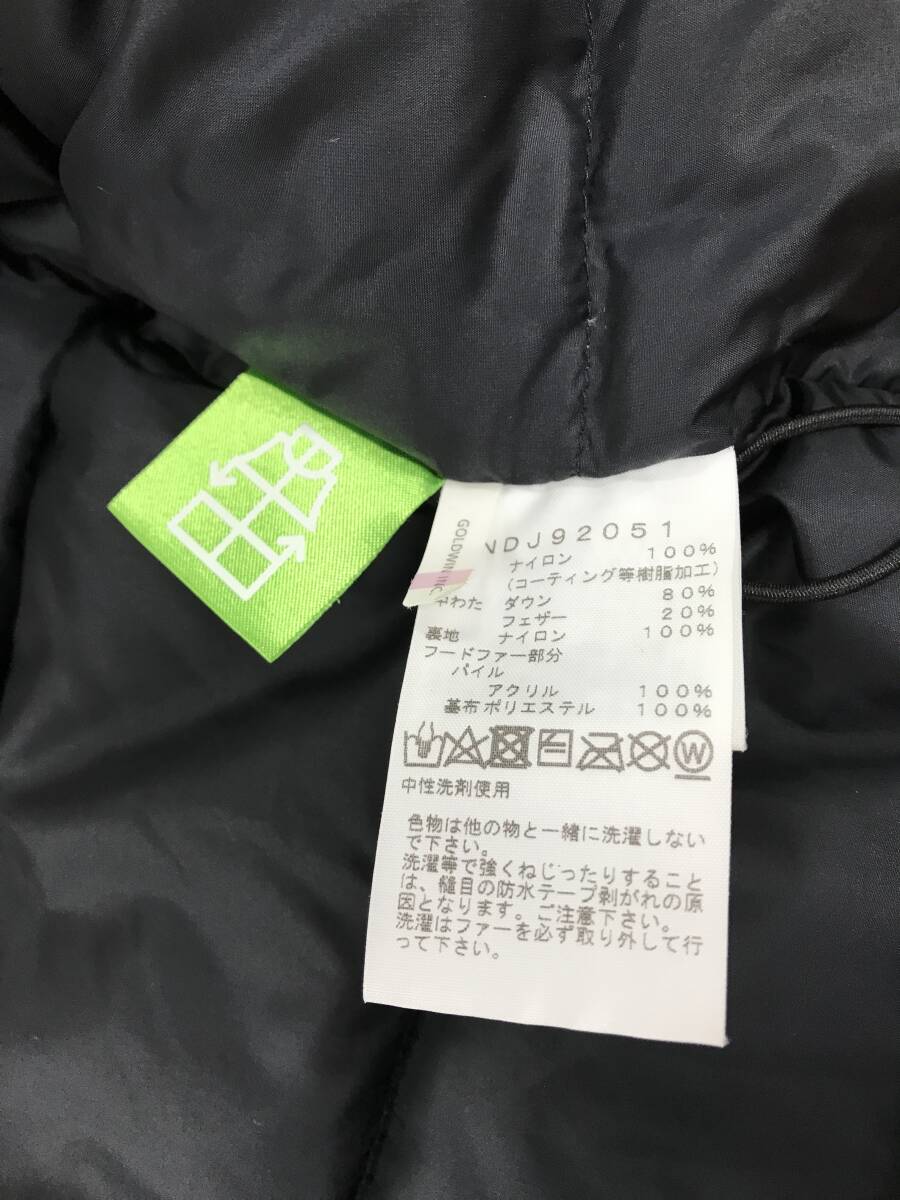 GOLDWIN INC
NDJ92051
ナイロン 100%
(コーティング等樹脂加工)
中わた ダウン 80%
フェザー 20%
裏地 ナイロン 100%
フードファー部分
パイル
アクリル 100%
基布ポリエステル 100%
W
中性洗剤使用
色物は他の物と一緒に洗濯しない
で下さい。
洗濯等で強くねじったりすること
は、縫目の防水テープ剥がれの原
因となります。ご注意下さい。
洗濯はファーを必ず取り外して行
って下さい。